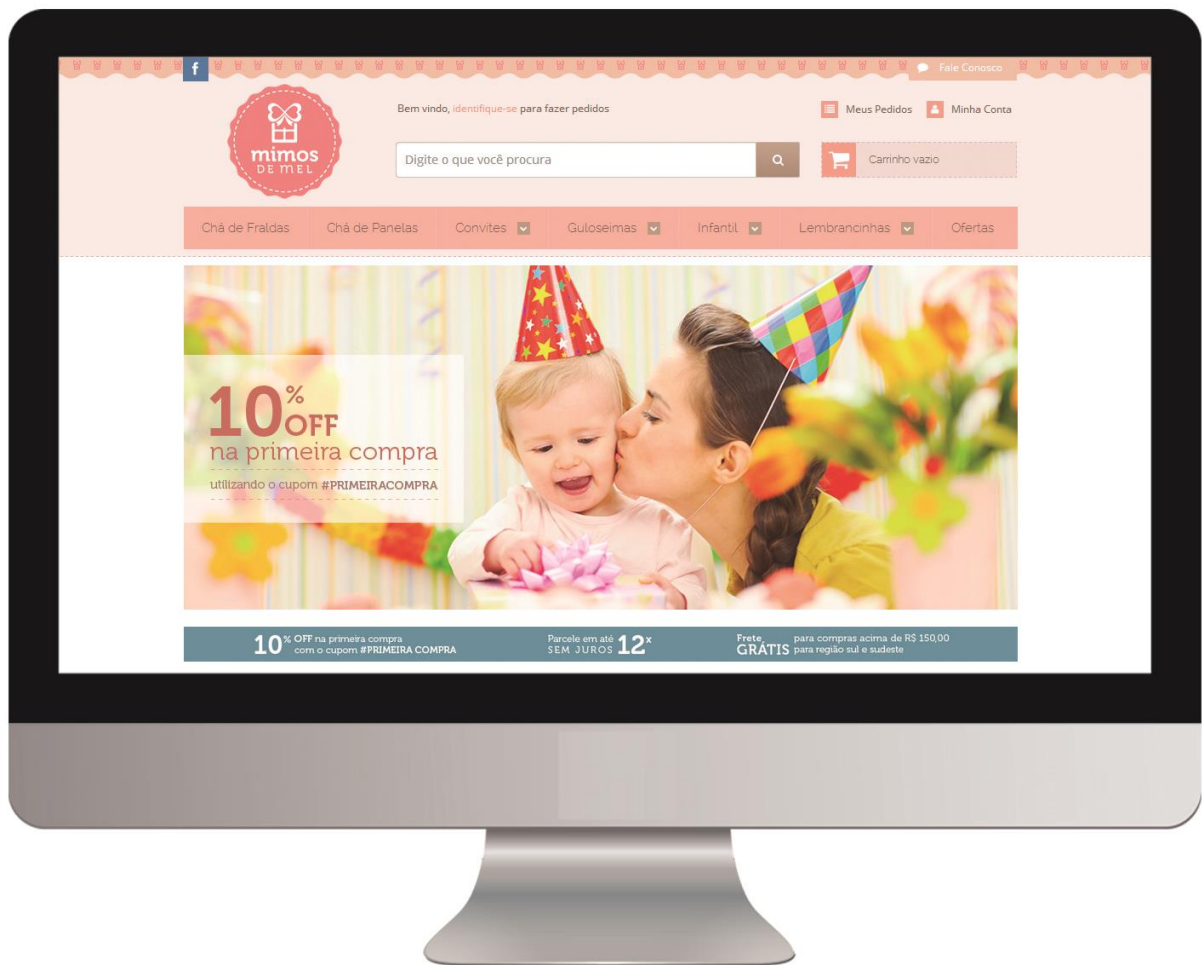 f
Fale Conosco
mimos
DE MEL
Bem vindo, identifique-se para fazer pedidos
Meus Pedidos
Minha Conta
Digite o que você procura
Carrinho vazio
Chá de Fraldas
Chá de Panelas
Convites
Guloseimas
Infantil
Lembrancinhas
Ofertas
10% OFF
na primeira compra
utilizando o cupom #PRIMEIRACOMPRA
10% OFF na primeira compra
com o cupom #PRIMEIRA COMPRA
Parcele em até
SEM JUROS 12x
Frete GRÁTIS para compras acima de R$ 150,00
para região sul e sudeste